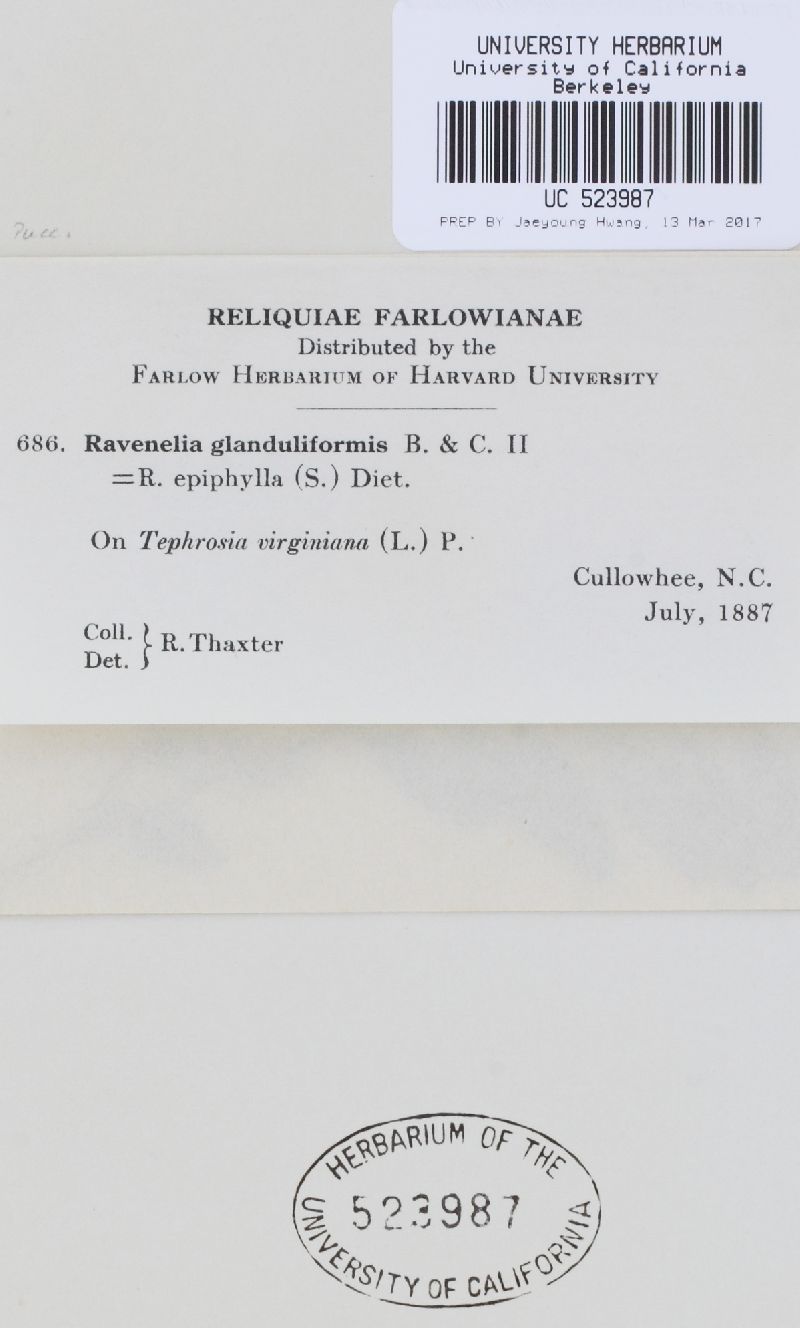 UNIVERSITY HERBARIUM
University of California
Berkeley
UC 523987
PREP BY Jaeyoung Hwang, 13 Mar 2017
Pucc.
RELIQUIAE FARLOWIANAE
Distributed by the
FARLOW HERBARIUM OF HARVARD UNIVERSITY
686. Ravenelia glanduliformis B. & C. II
=R. epiphylla (S.) Diet.
On Tephrosia virginiana (L.) P.
Cullowhee, N.C.
July, 1887
Coll.
Det. } R. Thaxter
HERBARIUM OF THE
523987
UNIVERSITY OF CALIFORNIA